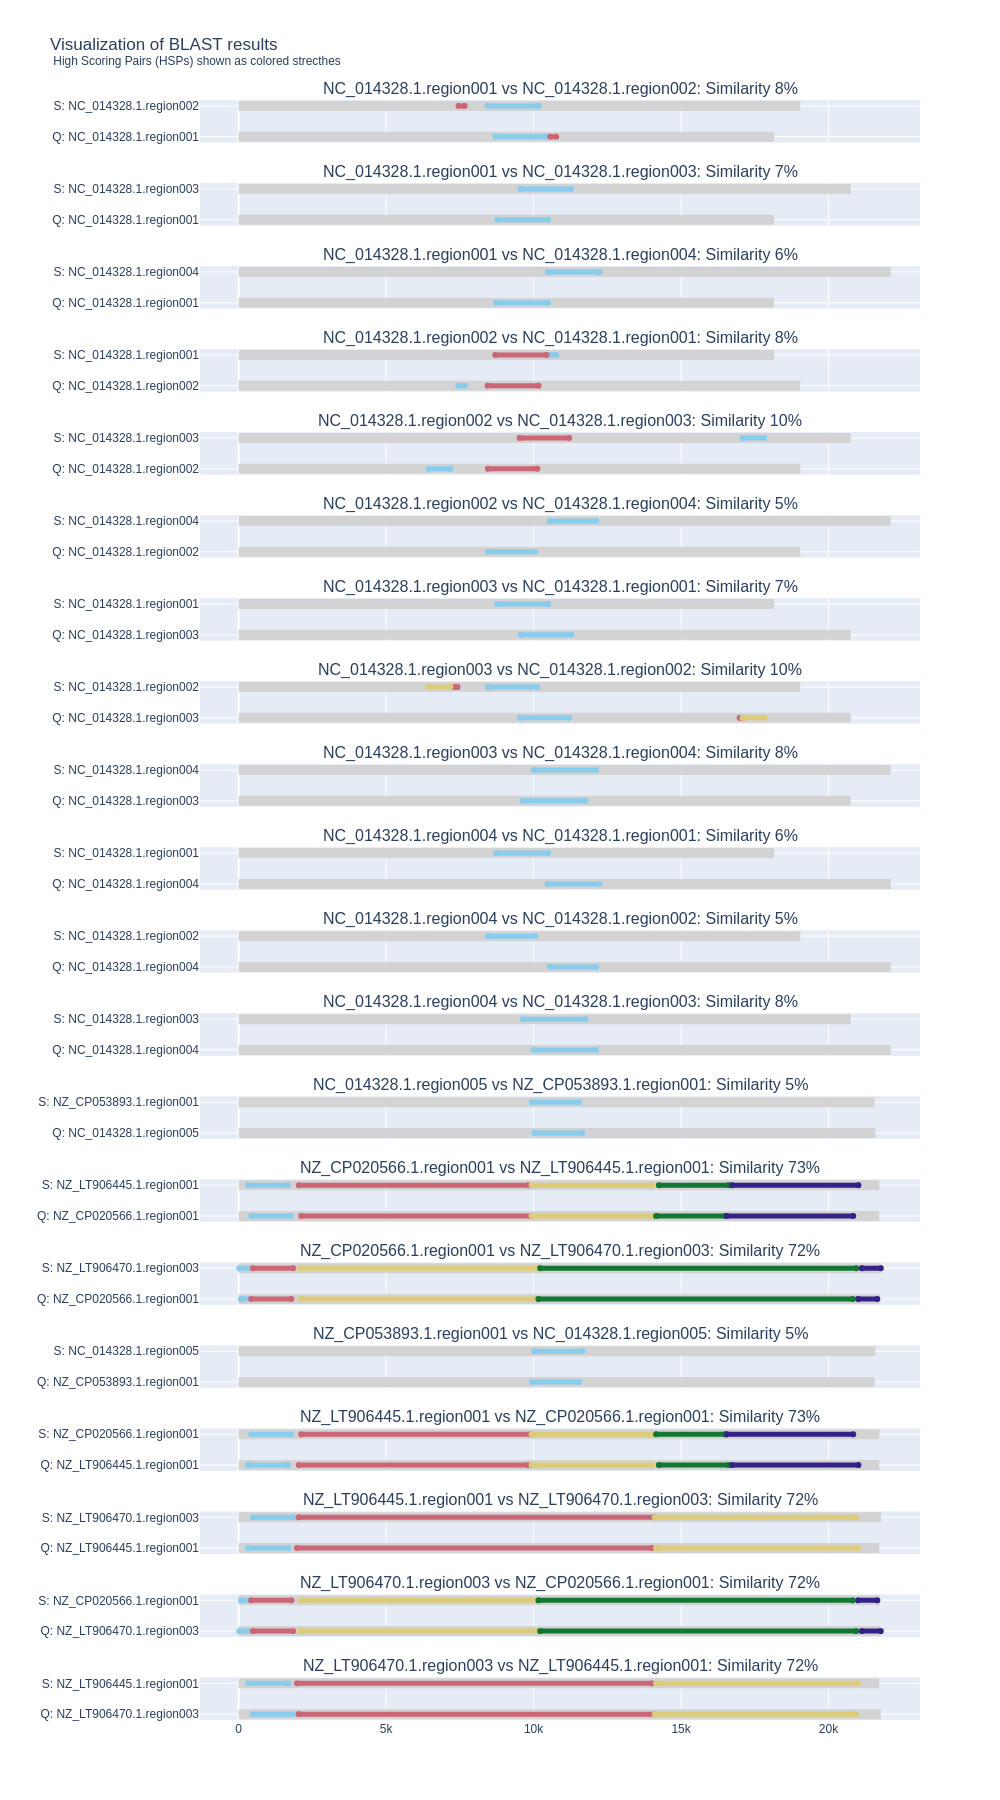 Visualization of BLAST results
High Scoring Pairs (HSPs) shown as colored strecthes
NC_014328.1.region001 vs NC_014328.1.region002: Similarity 8%
S: NC_014328.1.region002
Q: NC_014328.1.region001
NC_014328.1.region001 vs NC_014328.1.region003: Similarity 7%
S: NC_014328.1.region003
Q: NC_014328.1.region001
NC_014328.1.region001 vs NC_014328.1.region004: Similarity 6%
S: NC_014328.1.region004
Q: NC_014328.1.region001
NC_014328.1.region002 vs NC_014328.1.region001: Similarity 8%
S: NC_014328.1.region001
Q: NC_014328.1.region002
NC_014328.1.region002 vs NC_014328.1.region003: Similarity 10%
S: NC_014328.1.region003
Q: NC_014328.1.region002
NC_014328.1.region002 vs NC_014328.1.region004: Similarity 5%
S: NC_014328.1.region004
Q: NC_014328.1.region002
NC_014328.1.region003 vs NC_014328.1.region001: Similarity 7%
S: NC_014328.1.region001
Q: NC_014328.1.region003
NC_014328.1.region003 vs NC_014328.1.region002: Similarity 10%
S: NC_014328.1.region002
Q: NC_014328.1.region003
NC_014328.1.region003 vs NC_014328.1.region004: Similarity 8%
S: NC_014328.1.region004
Q: NC_014328.1.region003
NC_014328.1.region004 vs NC_014328.1.region001: Similarity 6%
S: NC_014328.1.region001
Q: NC_014328.1.region004
NC_014328.1.region004 vs NC_014328.1.region002: Similarity 5%
S: NC_014328.1.region002
Q: NC_014328.1.region004
NC_014328.1.region004 vs NC_014328.1.region003: Similarity 8%
S: NC_014328.1.region003
Q: NC_014328.1.region004
NC_014328.1.region005 vs NZ_CP053893.1.region001: Similarity 5%
S: NZ_CP053893.1.region001
Q: NC_014328.1.region005
NZ_CP020566.1.region001 vs NZ_LT906445.1.region001: Similarity 73%
S: NZ_LT906445.1.region001
Q: NZ_CP020566.1.region001
NZ_CP020566.1.region001 vs NZ_LT906470.1.region003: Similarity 72%
S: NZ_LT906470.1.region003
Q: NZ_CP020566.1.region001
NZ_CP053893.1.region001 vs NC_014328.1.region005: Similarity 5%
S: NC_014328.1.region005
Q: NZ_CP053893.1.region001
NZ_LT906445.1.region001 vs NZ_CP020566.1.region001: Similarity 73%
S: NZ_CP020566.1.region001
Q: NZ_LT906445.1.region001
NZ_LT906445.1.region001 vs NZ_LT906470.1.region003: Similarity 72%
S: NZ_LT906470.1.region003
Q: NZ_LT906445.1.region001
NZ_LT906470.1.region003 vs NZ_CP020566.1.region001: Similarity 72%
S: NZ_CP020566.1.region001
Q: NZ_LT906470.1.region003
NZ_LT906470.1.region003 vs NZ_LT906445.1.region001: Similarity 72%
S: NZ_LT906445.1.region001
Q: NZ_LT906470.1.region003
0 5k 10k 15k 20k